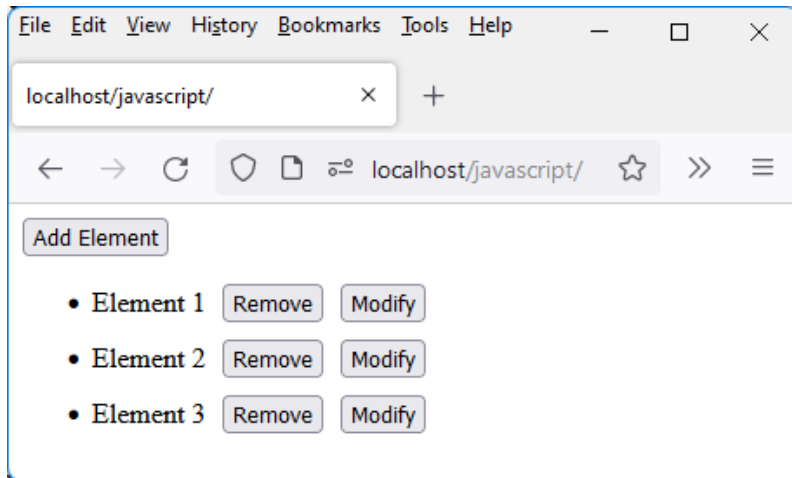 File Edit View History Bookmarks Tools Help
localhost/javascript/
localhost/javascript/
Add Element
• Element 1 Remove Modify
• Element 2 Remove Modify
• Element 3 Remove Modify